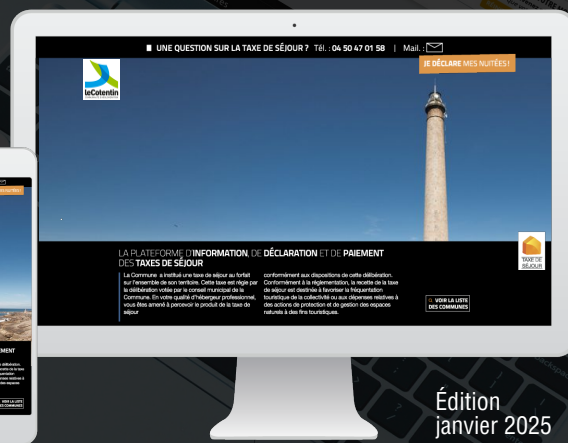 UNE QUESTION SUR LA TAXE DE SÉJOUR ? Tél. : 04 50 47 01 58 | Mail. :
JE DÉCLARE MES NUITÉES !
leCotentin
LA PLATEFORME D'INFORMATION, DE DÉCLARATION ET DE PAIEMENT
DES TAXES DE SÉJOUR
La Commune a institué une taxe de séjour au forfait
sur l'ensemble de son territoire. Cette taxe est régie par
la délibération votée par le conseil municipal de la
Commune. En votre qualité d'hébergeur professionnel,
vous êtes amené à percevoir le produit de la taxe de
séjour
conformément aux dispositions de cette délibération.
Conformément à la réglementation, la recette de la taxe
de séjour est destinée à favoriser la fréquentation
touristique de la collectivité ou aux dépenses relatives à
des actions de protection et de gestion des espaces
naturels à des fins touristiques.
TAXE DE
SÉJOUR
VOIR LA LISTE
DES COMMUNES
Édition
janvier 2025